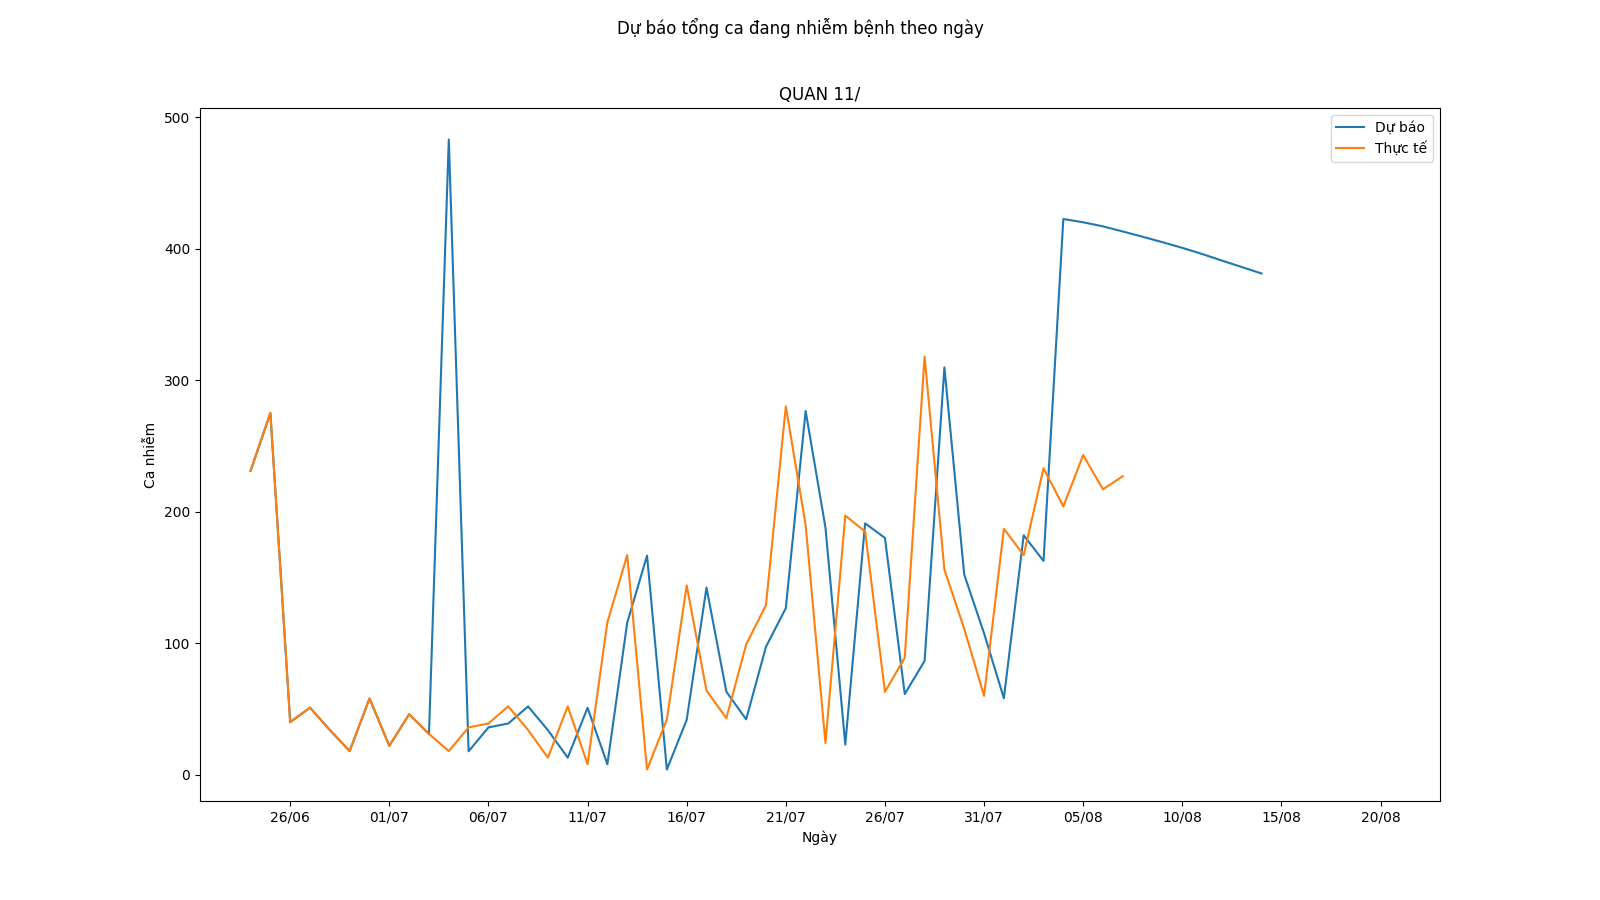 Dự báo tổng ca đang nhiễm bệnh theo ngày
QUAN 11/
Dự báo
Thực tế
500
400
300
200
100
0
Ca nhiễm
26/06 01/07 06/07 11/07 16/07 21/07 26/07 31/07 05/08 10/08 15/08 20/08
Ngày